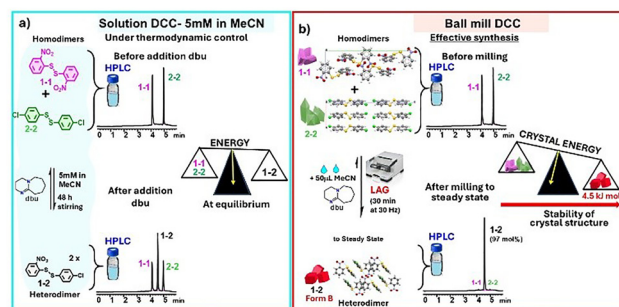 a)
Solution DCC- 5mM in MeCN
Under thermodynamic control
Homodimers
Before addition dbu
NO₂
S
S
1-1
NO₂
+
Cl
S
S
Cl
2-2
HPLC
1-1
2-2
0 1 2 3 4 5 min
5mM
in MeCN
48 h
stirring
dbu
After addition
dbu
ENERGY
1-1
2-2
1-2
At equilibrium
NO₂
2 x
S
S
Cl
1-2
Heterodimer
HPLC
1-1
1-2
2-2
0 1 2 3 4 5 min
b)
Ball mill DCC
Effective synthesis
Homodimers
Before milling
1-1
+
2-2
HPLC
1-1
2-2
0 1 2 3 4 5 min
+ 50µL MeCN
dbu
LAG
(30 min
at 30 Hz)
After milling to
steady state
CRYSTAL ENERGY
4.5 kJ mol
Stability of
crystal structure
to Steady State
1-2
Form B
Heterodimer
HPLC
1-2
(97 mol%)
1-1
2-2
0 1 2 3 4 5 min